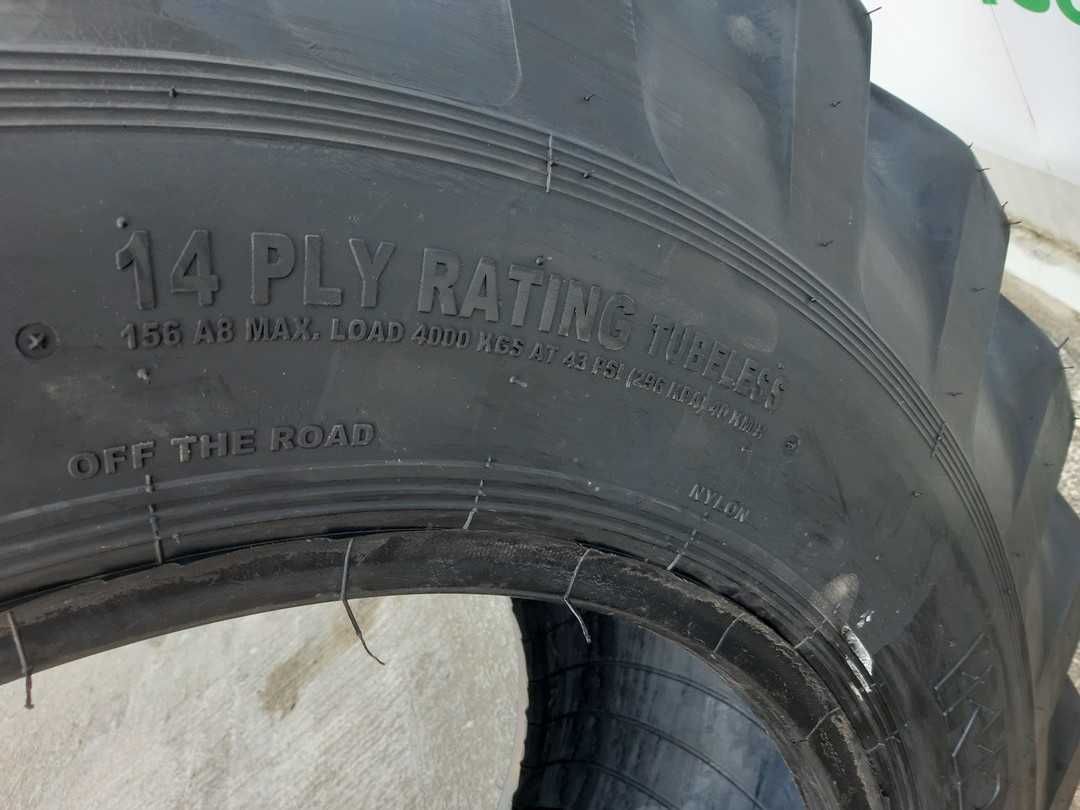 14 PLY RATING TUBELESS
156 A8 MAX. LOAD 4000 KGS AT 43 PSI (296 KPA) 40 KMH
OFF THE ROAD
NYLON